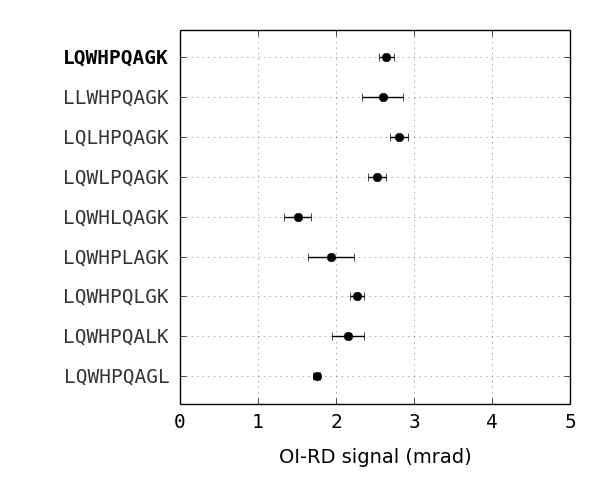 LQWHPQAGK
LLWHPQAGK
LQLHPQAGK
LQWLPQAGK
LQWHLQAGK
LQWHPLAGK
LQWHPQLGK
LQWHPQALK
LQWHPQAGL
0 1 2 3 4 5
OI-RD signal (mrad)